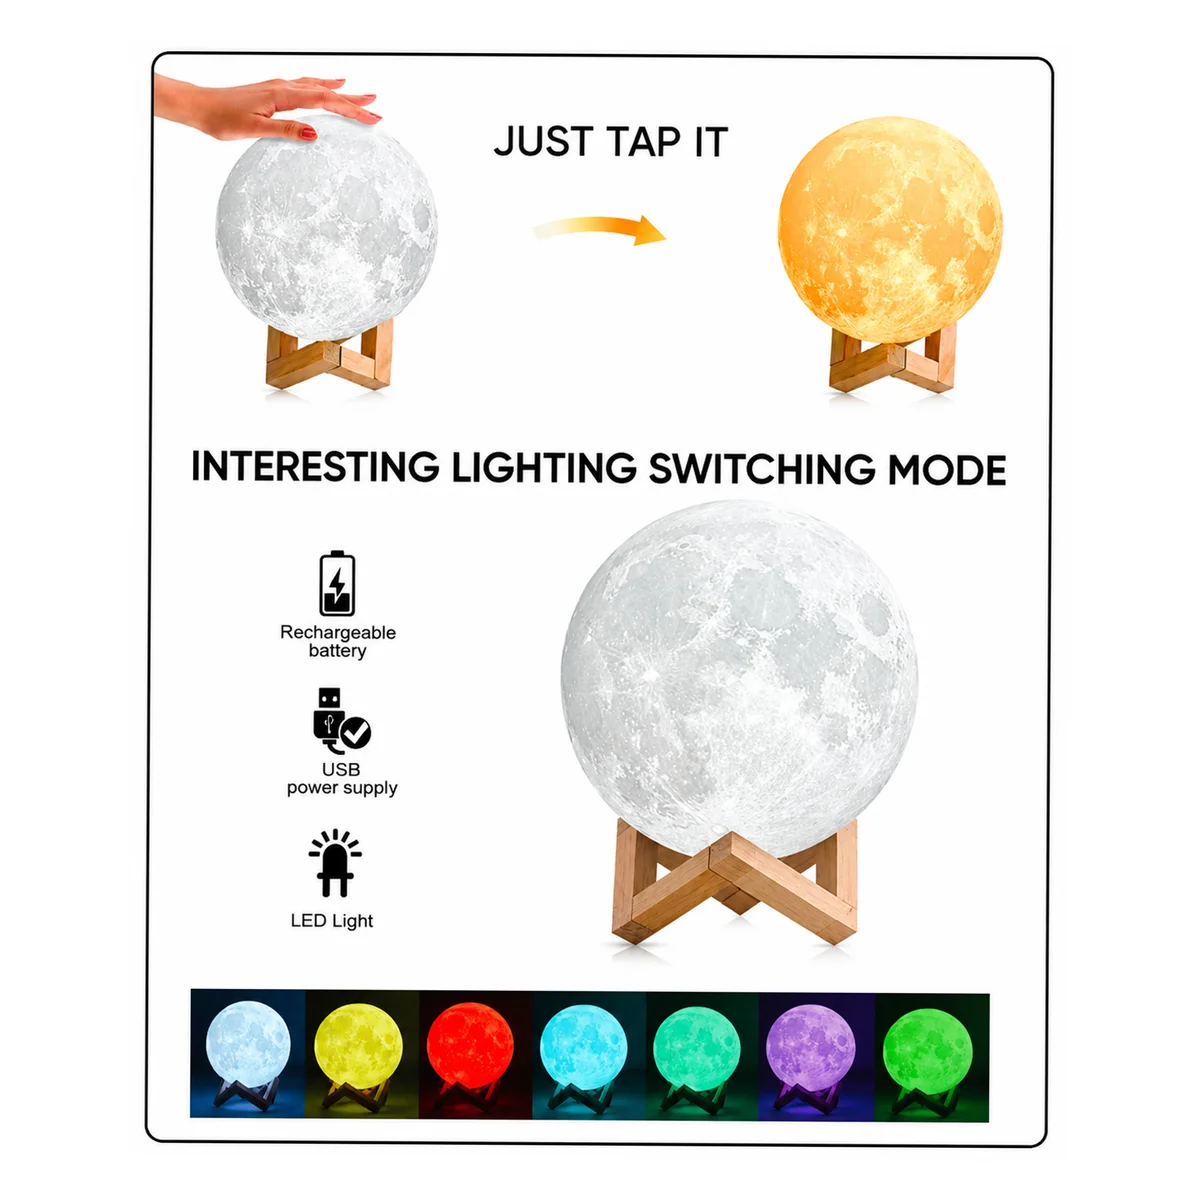 JUST TAP IT
INTERESTING LIGHTING SWITCHING MODE
Rechargeable
battery
USB
power supply
LED Light